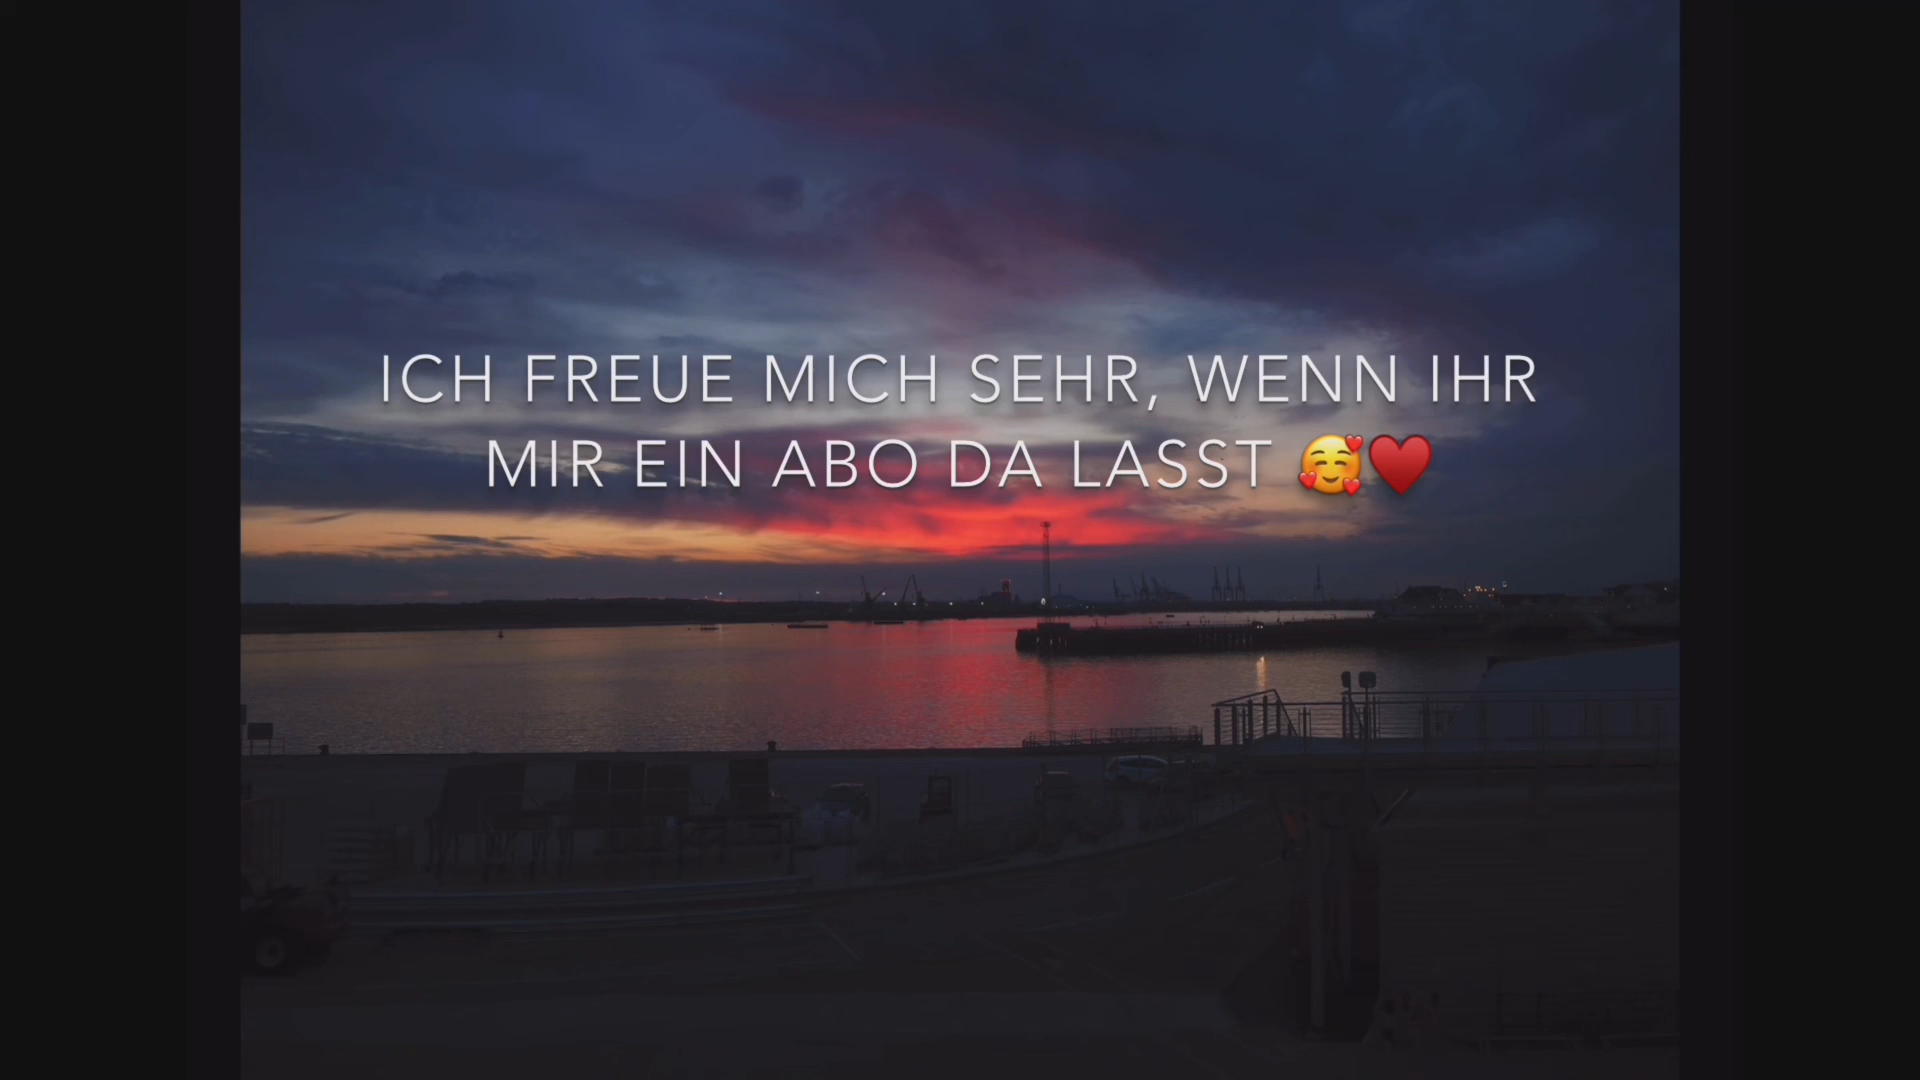 ICH FREUE MICH SEHR, WENN IHR
MIR EIN ABO DA LASST 🥰♥️